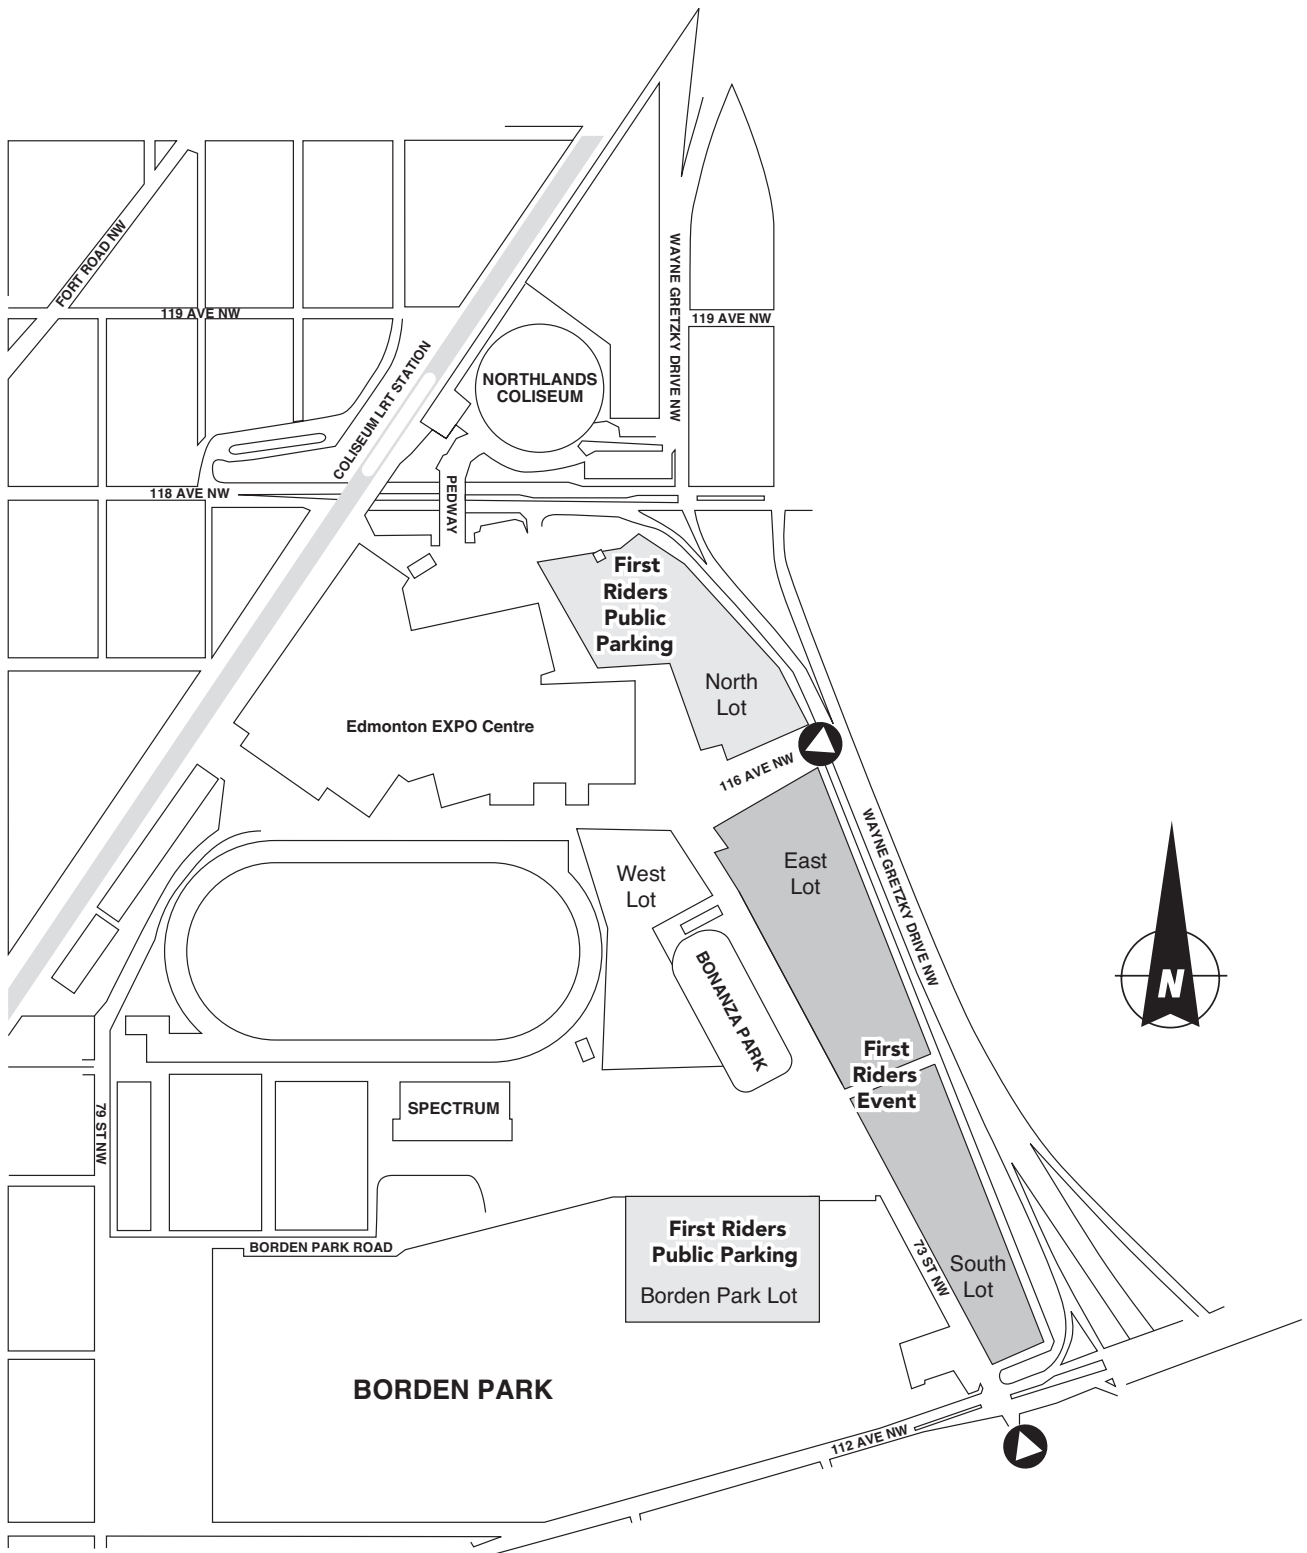 FORT ROAD NW
119 AVE NW
WAYNE GRETZKY DRIVE NW
119 AVE NW
COLISEUM LRT STATION
NORTHLANDS
COLISEUM
118 AVE NW
PEDWAY
First
Riders
Public
Parking
North
Lot
Edmonton EXPO Centre
116 AVE NW
WAYNE GRETZKY DRIVE NW
East
Lot
West
Lot
BONANZA PARK
N
First
Riders
Event
79 ST NW
SPECTRUM
First Riders
Public Parking
Borden Park Lot
BORDEN PARK ROAD
73 ST NW
South
Lot
BORDEN PARK
112 AVE NW